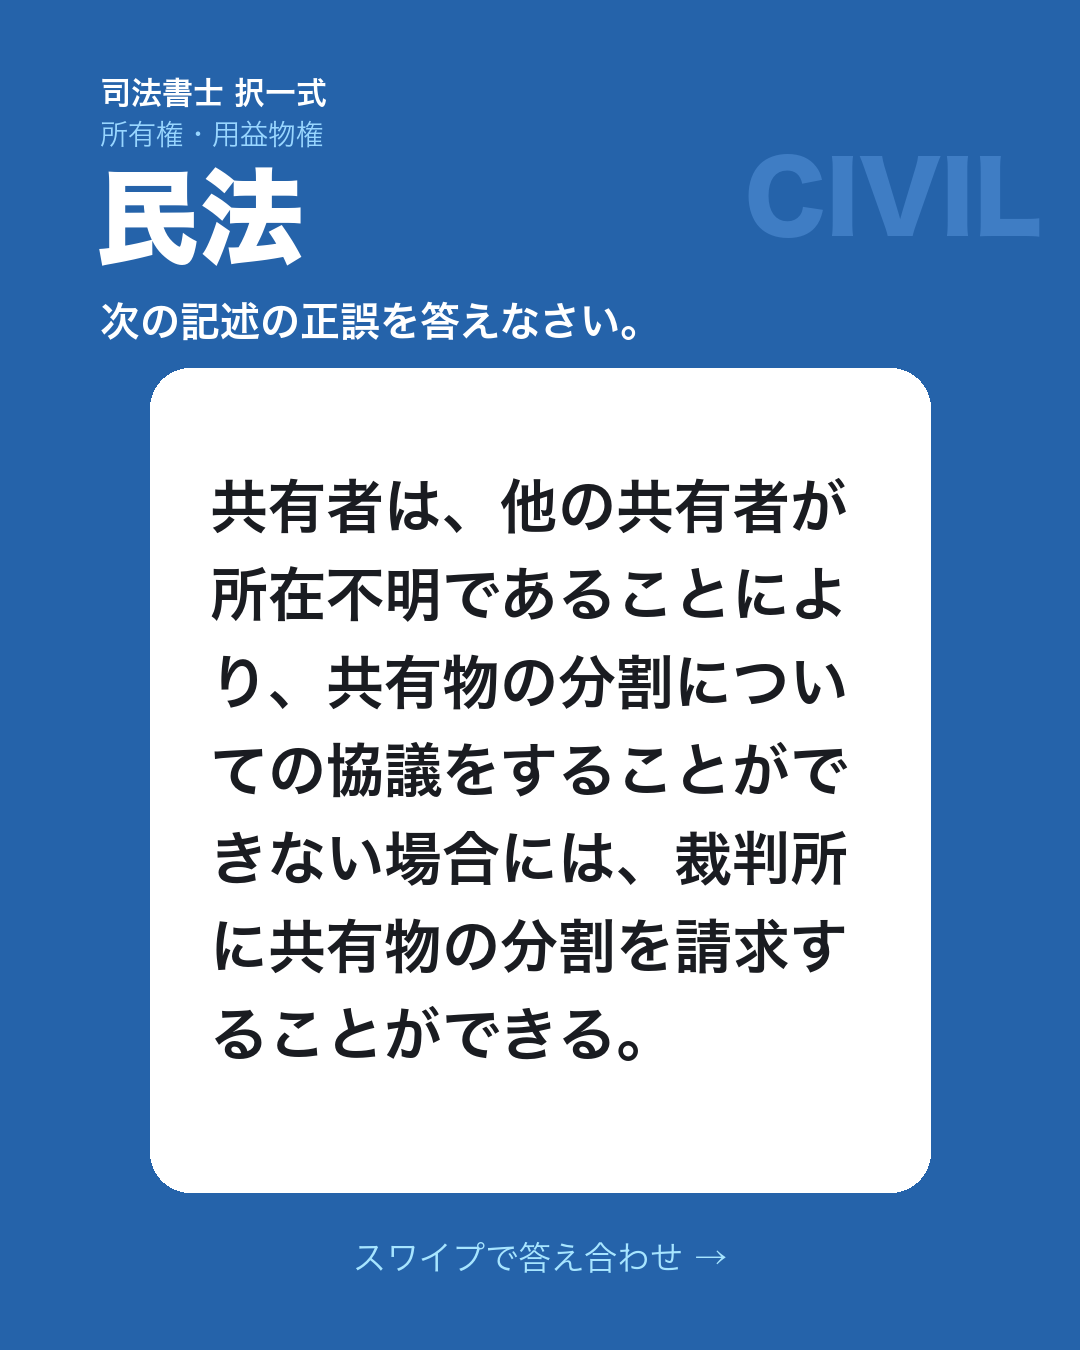 司法書士 択一式
所有権・用益物権
民法
CIVIL
次の記述の正誤を答えなさい。
共有者は、他の共有者が
所在不明であることによ
り、共有物の分割につい
ての協議をすることがで
きない場合には、裁判所
に共有物の分割を請求す
ることができる。
スワイプで答え合わせ →